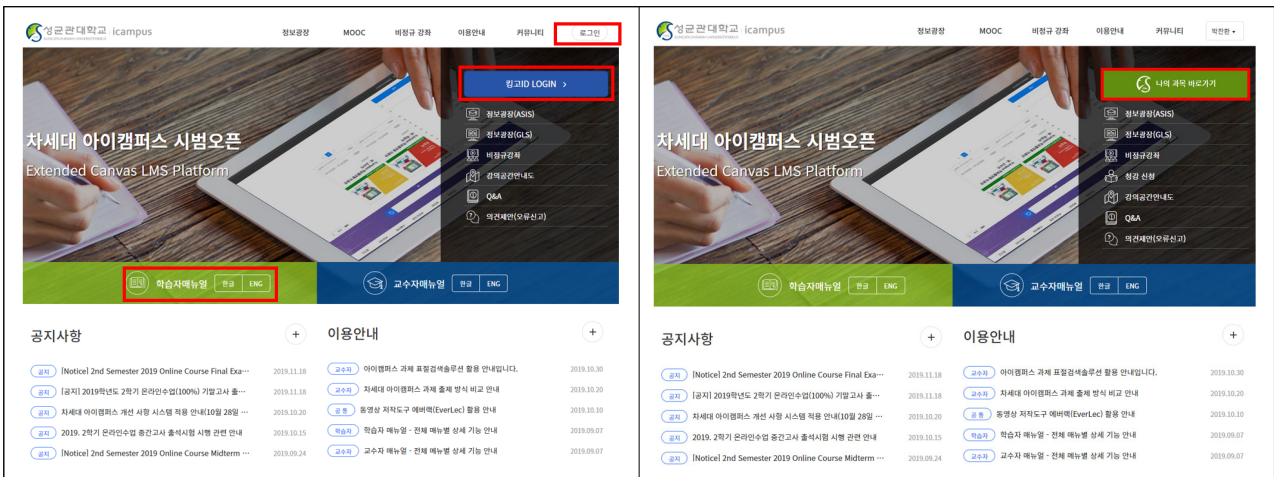 성균관대학교 icampus
정보광장 MOOC 비정규 강좌 이용안내 커뮤니티 로그인
킹고ID LOGIN >
정보광장(ASIS)
정보광장(GLS)
비정규강좌
강의공간안내도
Q&A
의견제안(오류신고)
차세대 아이캠퍼스 시범오픈
Extended Canvas LMS Platform
학습자매뉴얼 한글 ENG
교수자매뉴얼 한글 ENG
공지사항 +
공지 [Notice] 2nd Semester 2019 Online Course Final Exa··· 2019.11.18
공지 [공지] 2019학년도 2학기 온라인수업(100%) 기말고사 출··· 2019.11.18
공지 차세대 아이캠퍼스 개선 사항 시스템 적용 안내(10월 28일 ··· 2019.10.20
공지 2019. 2학기 온라인수업 중간고사 출석시험 시행 관련 안내 2019.10.15
공지 [Notice] 2nd Semester 2019 Online Course Midterm ··· 2019.09.24
이용안내 +
교수자 아이캠퍼스 과제 표절검색솔루션 활용 안내입니다. 2019.10.30
교수자 차세대 아이캠퍼스 과제 출제 방식 비교 안내 2019.10.20
공통 동영상 저작도구 에버렉(EverLec) 활용 안내 2019.10.10
학습자 학습자 매뉴얼 - 전체 매뉴별 상세 기능 안내 2019.09.07
교수자 교수자 매뉴얼 - 전체 메뉴별 상세 기능 안내 2019.09.07
성균관대학교 icampus
정보광장 MOOC 비정규 강좌 이용안내 커뮤니티 박찬환
나의 과목 바로가기
정보광장(ASIS)
정보광장(GLS)
비정규강좌
청강 신청
강의공간안내도
Q&A
의견제안(오류신고)
차세대 아이캠퍼스 시범오픈
Extended Canvas LMS Platform
학습자매뉴얼 한글 ENG
교수자매뉴얼 한글 ENG
공지사항 +
공지 [Notice] 2nd Semester 2019 Online Course Final Exa··· 2019.11.18
공지 [공지] 2019학년도 2학기 온라인수업(100%) 기말고사 출··· 2019.11.18
공지 차세대 아이캠퍼스 개선 사항 시스템 적용 안내(10월 28일 ··· 2019.10.20
공지 2019. 2학기 온라인수업 중간고사 출석시험 시행 관련 안내 2019.10.15
공지 [Notice] 2nd Semester 2019 Online Course Midterm ··· 2019.09.24
이용안내 +
교수자 아이캠퍼스 과제 표절검색솔루션 활용 안내입니다. 2019.10.30
교수자 차세대 아이캠퍼스 과제 출제 방식 비교 안내 2019.10.20
공통 동영상 저작도구 에버렉(EverLec) 활용 안내 2019.10.10
학습자 학습자 매뉴얼 - 전체 매뉴별 상세 기능 안내 2019.09.07
교수자 교수자 매뉴얼 - 전체 메뉴별 상세 기능 안내 2019.09.07